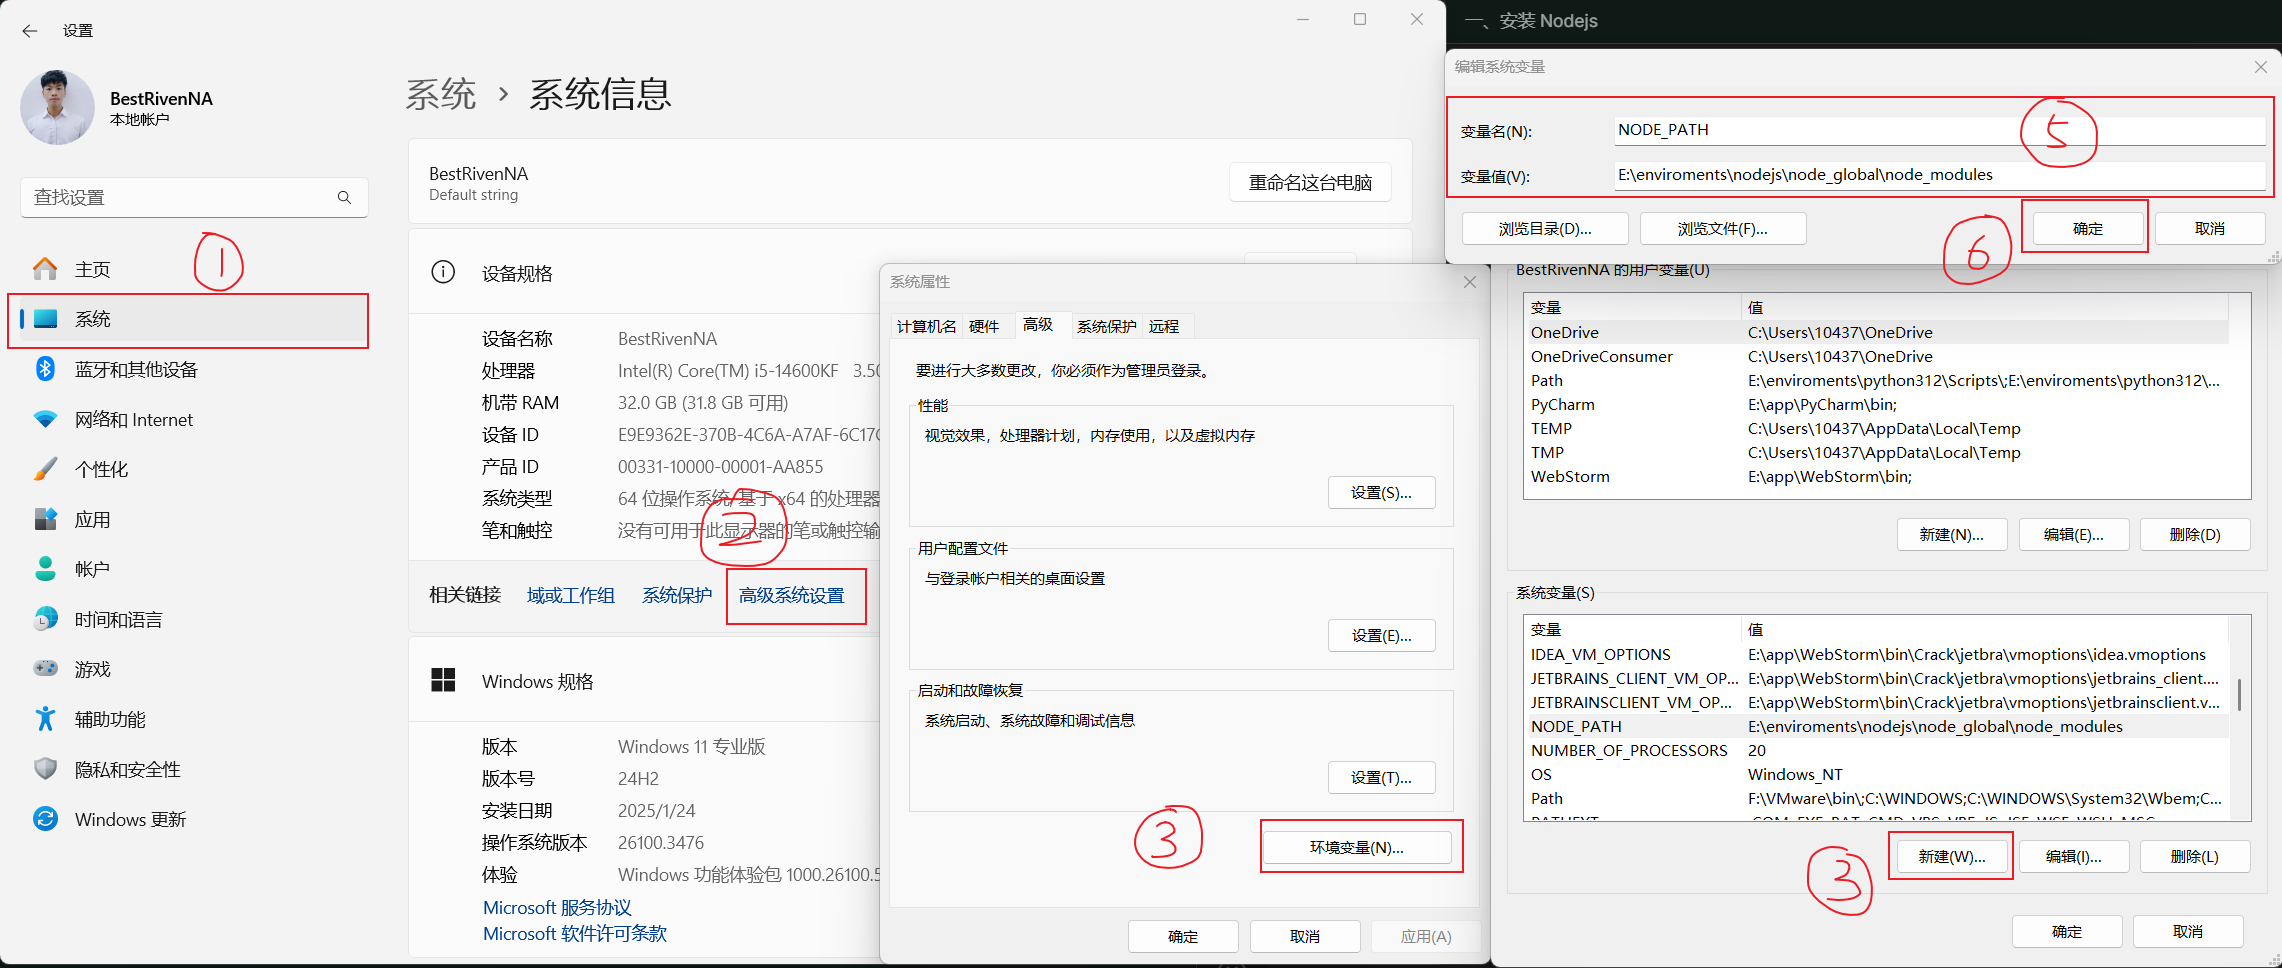 设置
BestRivenNA
本地帐户
查找设置
1
主页
系统
蓝牙和其他设备
网络和 Internet
个性化
应用
帐户
时间和语言
游戏
辅助功能
隐私和安全性
Windows 更新
系统 › 系统信息
BestRivenNA
Default string
重命名这台电脑
设备规格
设备名称 BestRivenNA
处理器 Intel(R) Core(TM) i5-14600KF 3.50
机带 RAM 32.0 GB (31.8 GB 可用)
设备 ID E9E9362E-370B-4C6A-A7AF-6C17
产品 ID 00331-10000-00001-AA855
系统类型 64 位操作系统, 基于 x64 的处理器
笔和触控 没有可用于此显示器的笔或触控输
2
相关链接 域或工作组 系统保护 高级系统设置
Windows 规格
版本 Windows 11 专业版
版本号 24H2
安装日期 2025/1/24
操作系统版本 26100.3476
体验 Windows 功能体验包 1000.26100.5
Microsoft 服务协议
Microsoft 软件许可条款
系统属性
计算机名 硬件 高级 系统保护 远程
要进行大多数更改，你必须作为管理员登录。
性能
视觉效果，处理器计划，内存使用，以及虚拟内存
设置(S)...
用户配置文件
与登录帐户相关的桌面设置
设置(E)...
启动和故障恢复
系统启动、系统故障和调试信息
设置(T)...
3
环境变量(N)...
确定 取消 应用(A)
一、安装 Nodejs
编辑系统变量
变量名(N): NODE_PATH
5
变量值(V): E:\enviroments\nodejs\node_global\node_modules
浏览目录(D)... 浏览文件(F)... 确定 取消
6
BestRivenNA 的用户变量(U)
变量 值
OneDrive C:\Users\10437\OneDrive
OneDriveConsumer C:\Users\10437\OneDrive
Path E:\enviroments\python312\Scripts\;E:\enviroments\python312\...
PyCharm E:\app\PyCharm\bin;
TEMP C:\Users\10437\AppData\Local\Temp
TMP C:\Users\10437\AppData\Local\Temp
WebStorm E:\app\WebStorm\bin;
新建(N)... 编辑(E)... 删除(D)
系统变量(S)
变量 值
IDEA_VM_OPTIONS E:\app\WebStorm\bin\Crack\jetbra\vmoptions\idea.vmoptions
JETBRAINS_CLIENT_VM_OP... E:\app\WebStorm\bin\Crack\jetbra\vmoptions\jetbrains_client....
JETBRAINSCLIENT_VM_OP... E:\app\WebStorm\bin\Crack\jetbra\vmoptions\jetbrainsclient.v...
NODE_PATH E:\enviroments\nodejs\node_global\node_modules
NUMBER_OF_PROCESSORS 20
OS Windows_NT
Path F:\VMware\bin\;C:\WINDOWS;C:\WINDOWS\System32\Wbem;C...
3
新建(W)... 编辑(I)... 删除(L)
确定 取消